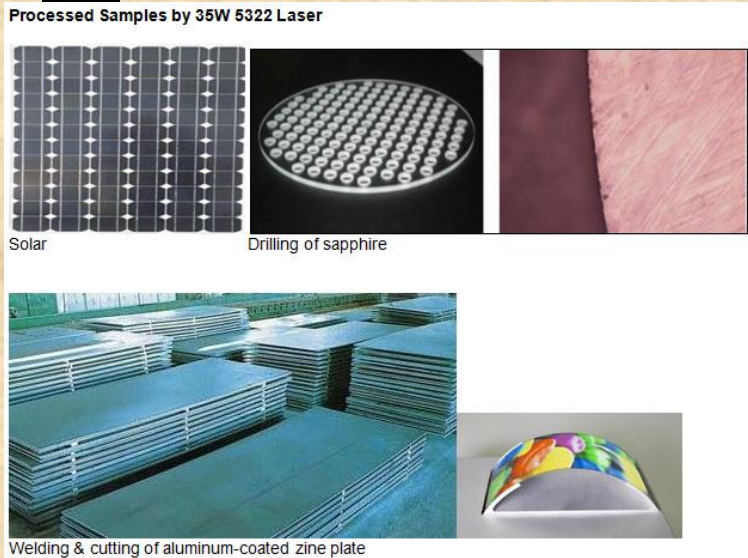 Processed Samples by 35W 5322 Laser
Solar
Drilling of sapphire
Welding & cutting of aluminum-coated zine plate